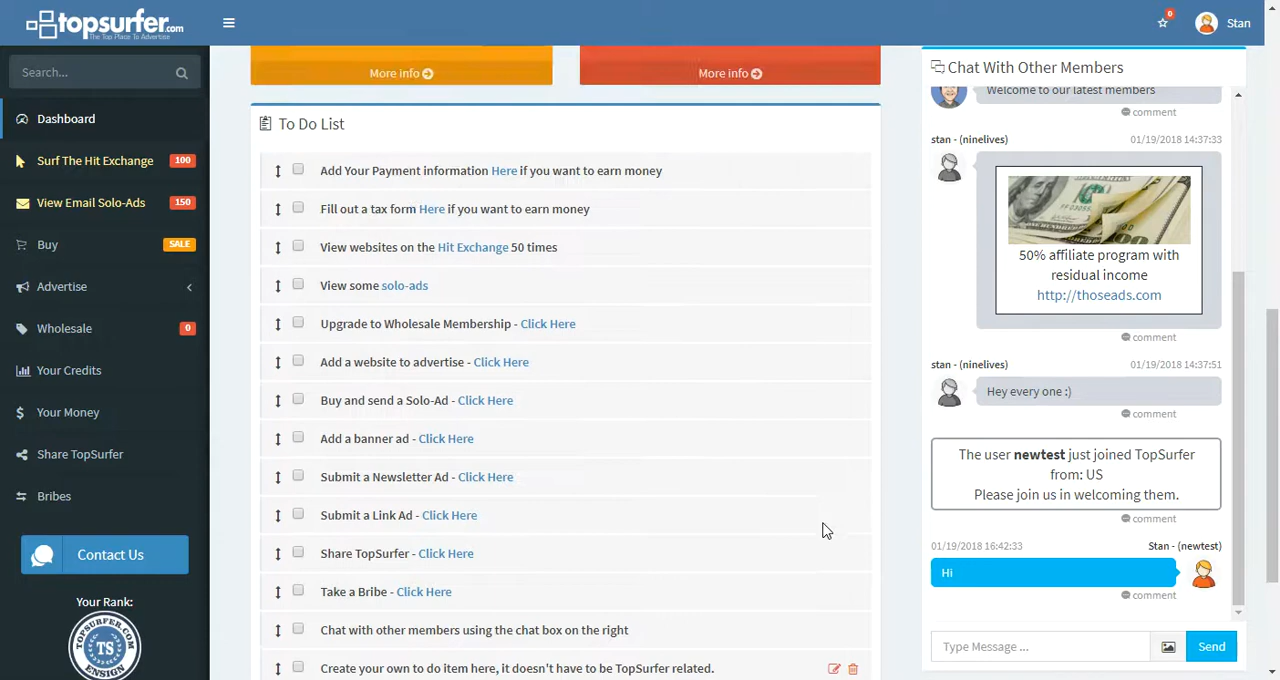 topsurfer.com
The Top Place To Advertise
0
Stan
Search...
Dashboard
Surf The Hit Exchange 100
View Email Solo-Ads 150
Buy SALE
Advertise
Wholesale 0
Your Credits
Your Money
Share TopSurfer
Bribes
Contact Us
Your Rank:
TOPSURFER.COM
TS
ENSIGN
More info
More info
To Do List
Add Your Payment information Here if you want to earn money
Fill out a tax form Here if you want to earn money
View websites on the Hit Exchange 50 times
View some solo-ads
Upgrade to Wholesale Membership - Click Here
Add a website to advertise - Click Here
Buy and send a Solo-Ad - Click Here
Add a banner ad - Click Here
Submit a Newsletter Ad - Click Here
Submit a Link Ad - Click Here
Share TopSurfer - Click Here
Take a Bribe - Click Here
Chat with other members using the chat box on the right
Create your own to do item here, it doesn't have to be TopSurfer related.
Chat With Other Members
Welcome to our latest members
comment
stan - (ninelives) 01/19/2018 14:37:33
50% affiliate program with
residual income
http://thoseads.com
comment
stan - (ninelives) 01/19/2018 14:37:51
Hey every one :)
comment
The user newtest just joined TopSurfer
from: US
Please join us in welcoming them.
comment
01/19/2018 16:42:33 Stan - (newtest)
Hi
comment
Type Message ...
Send